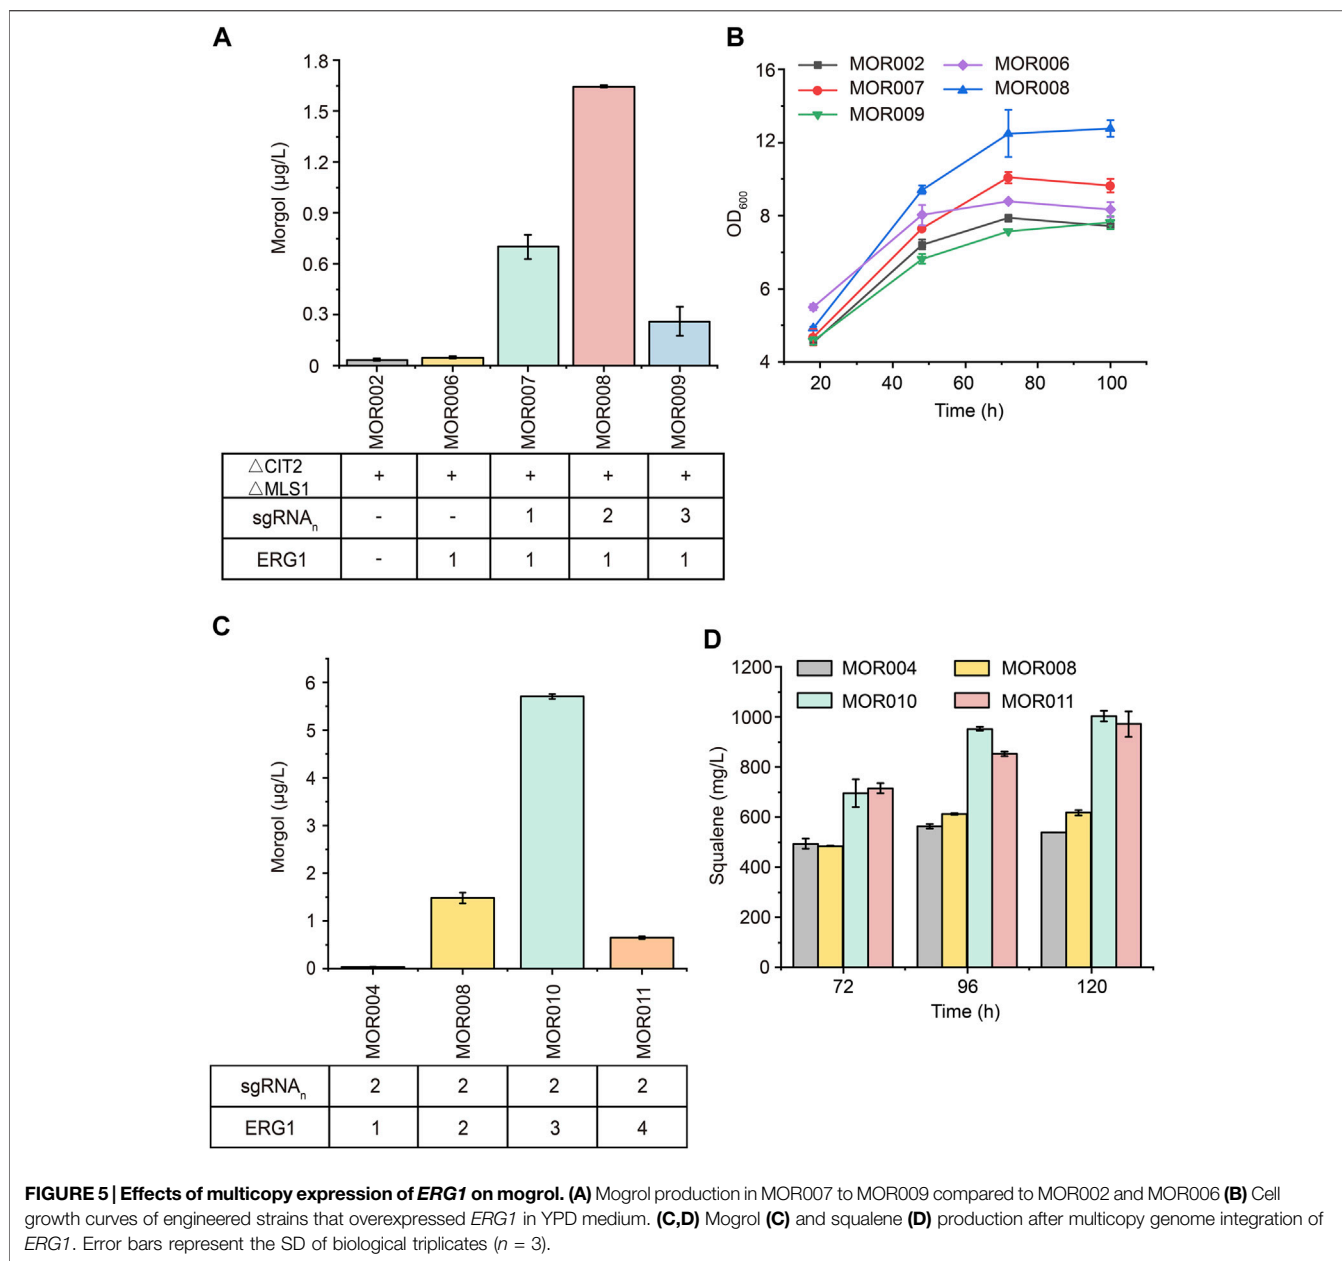 A
1.8
1.5
1.2
0.9
0.6
0.3
0
Morgol (µg/L)
MOR002
MOR006
MOR007
MOR008
MOR009
△CIT2
△MLS1
+ + + + +
sgRNAn - - 1 2 3
ERG1 - 1 1 1 1
B
MOR002 MOR006
MOR007 MOR008
MOR009
16
12
8
6
4
OD600
20 40 60 80 100
Time (h)
C
6
5
4
3
2
1
0
Morgol (µg/L)
MOR004
MOR008
MOR010
MOR011
sgRNAn 2 2 2 2
ERG1 1 2 3 4
D
MOR004 MOR008
MOR010 MOR011
1200
1000
800
600
400
200
0
Squalene (mg/L)
72 96 120
Time (h)
FIGURE 5 | Effects of multicopy expression of ERG1 on mogrol. (A) Mogrol production in MOR007 to MOR009 compared to MOR002 and MOR006 (B) Cell
growth curves of engineered strains that overexpressed ERG1 in YPD medium. (C,D) Mogrol (C) and squalene (D) production after multicopy genome integration of
ERG1. Error bars represent the SD of biological triplicates (n = 3).